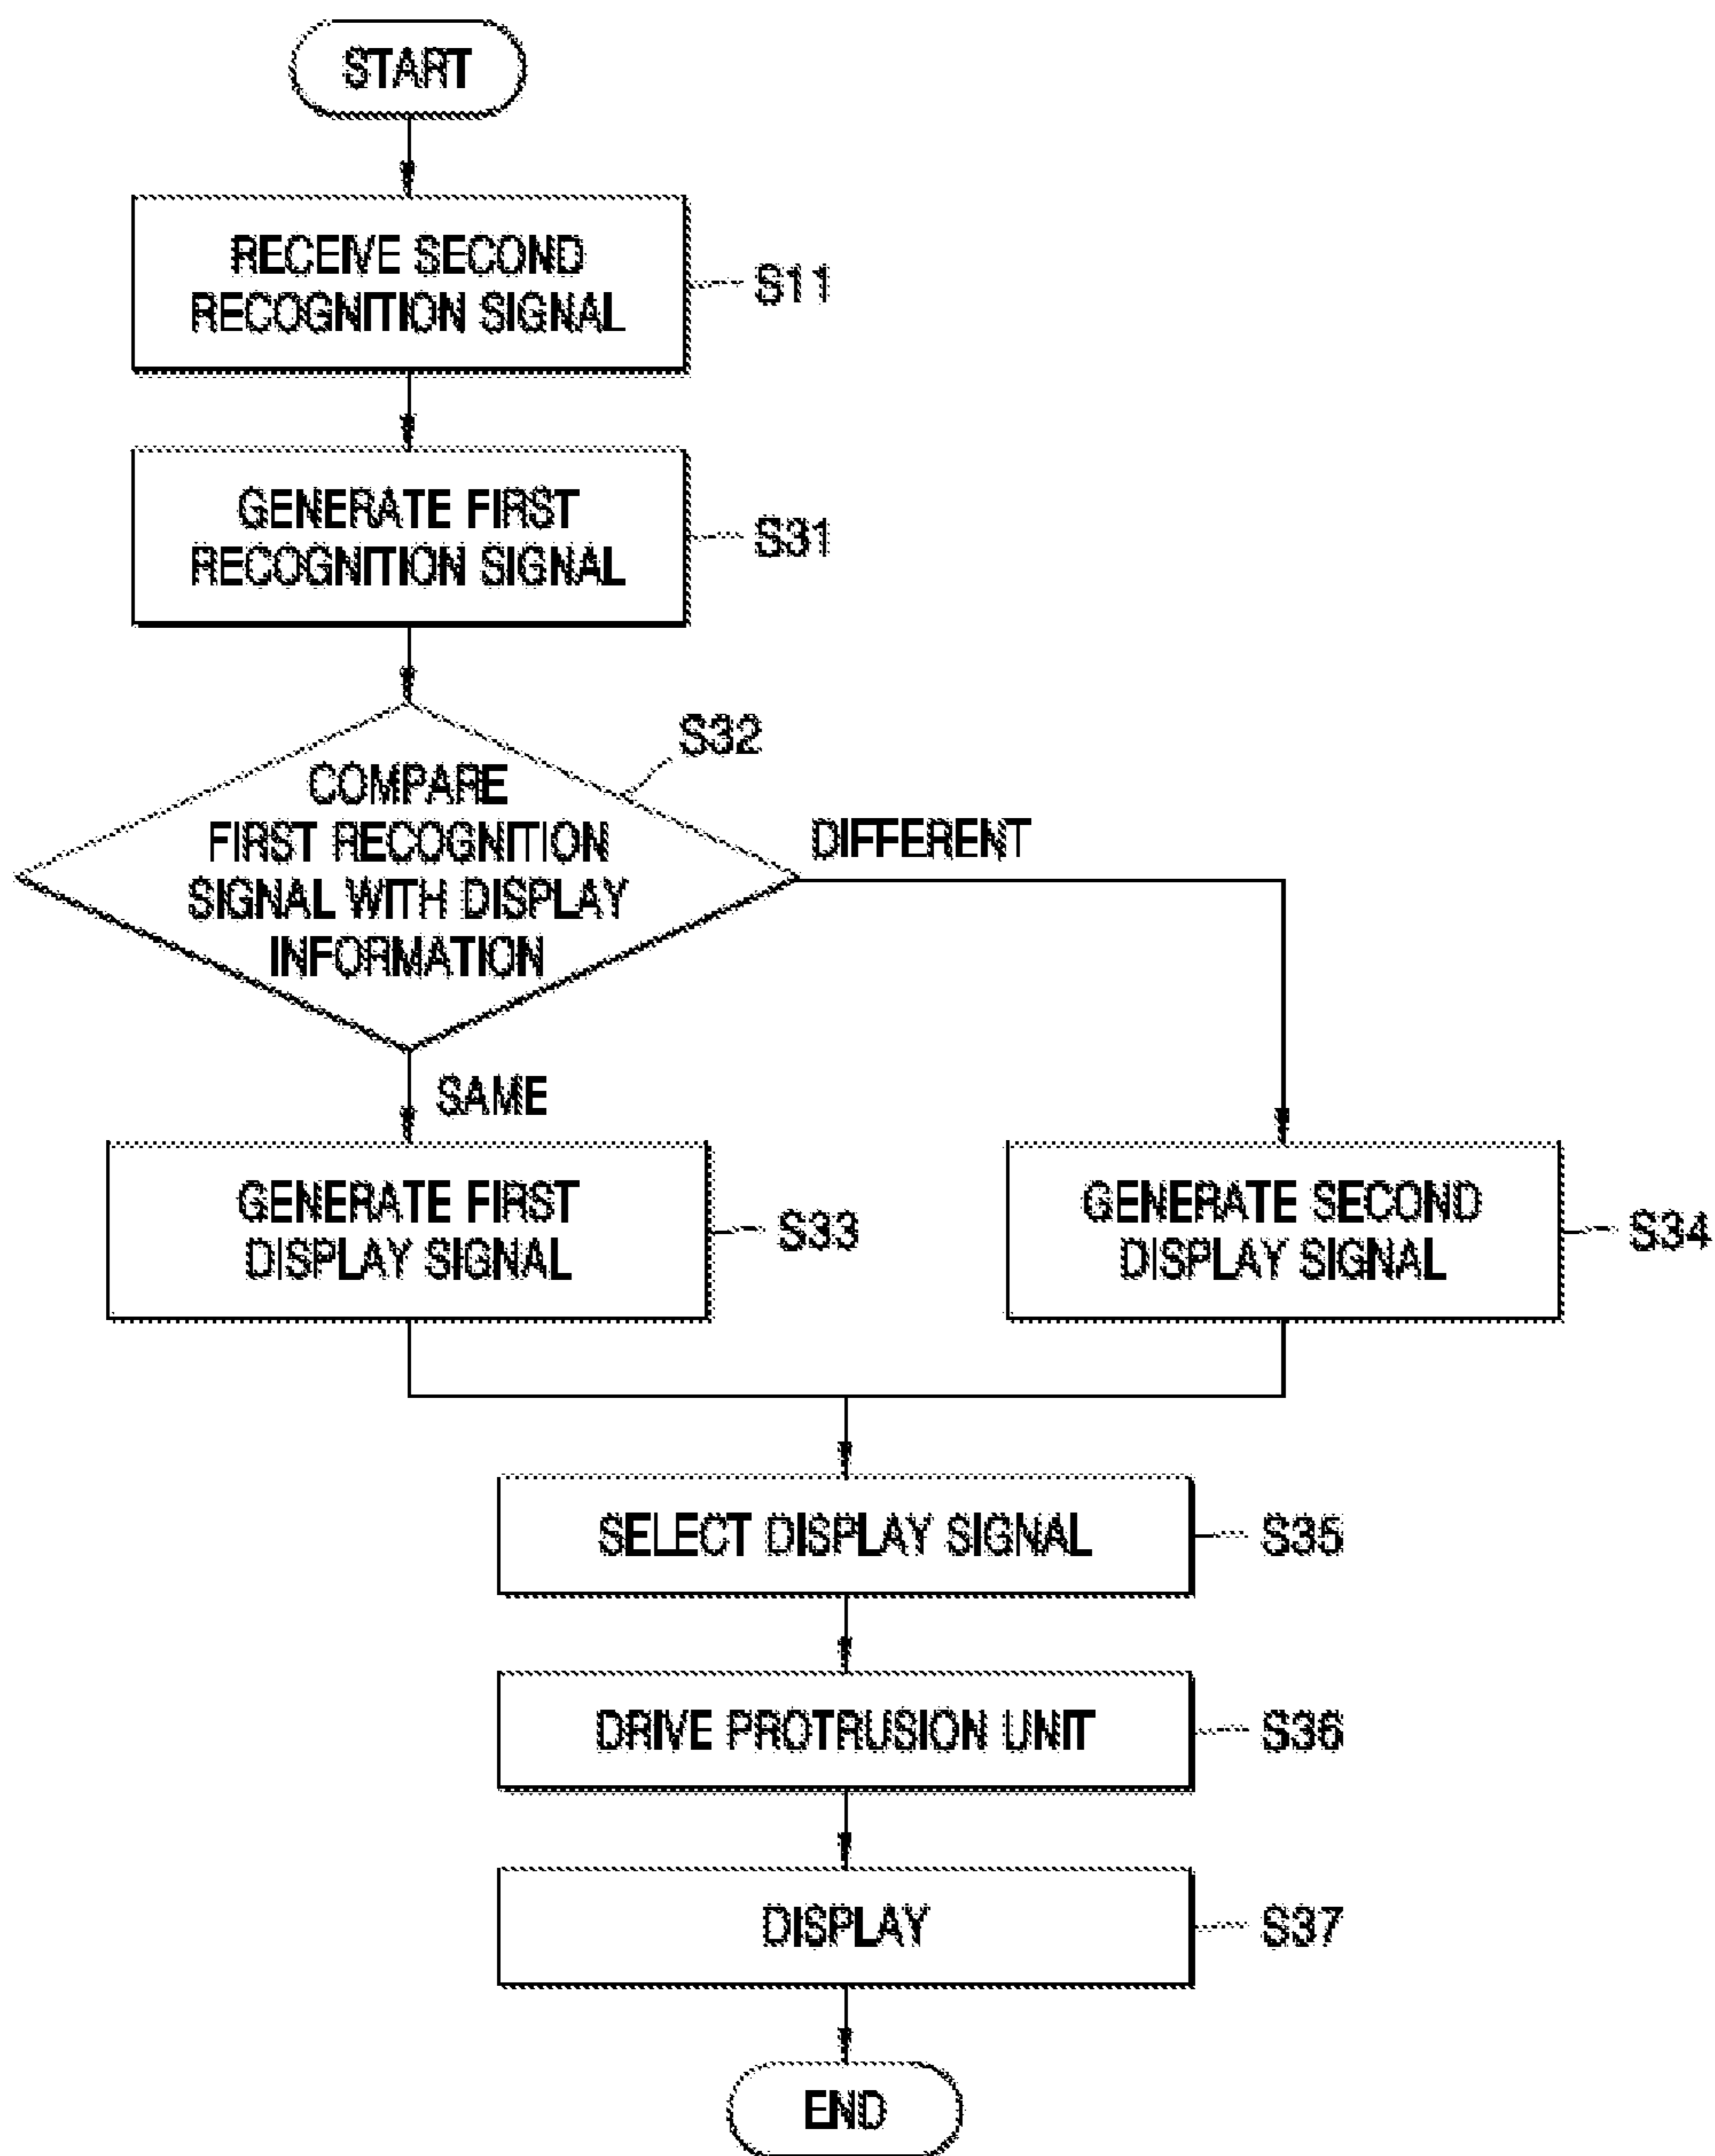 START
RECEIVE SECOND
RECOGNITION SIGNAL
S11
GENERATE FIRST
RECOGNITION SIGNAL
S31
S32
COMPARE
FIRST RECOGNITION
SIGNAL WITH DISPLAY
INFORMATION
DIFFERENT
SAME
GENERATE FIRST
DISPLAY SIGNAL
S33
GENERATE SECOND
DISPLAY SIGNAL
S34
SELECT DISPLAY SIGNAL
S35
DRIVE PROTRUSION UNIT
S36
DISPLAY
S37
END